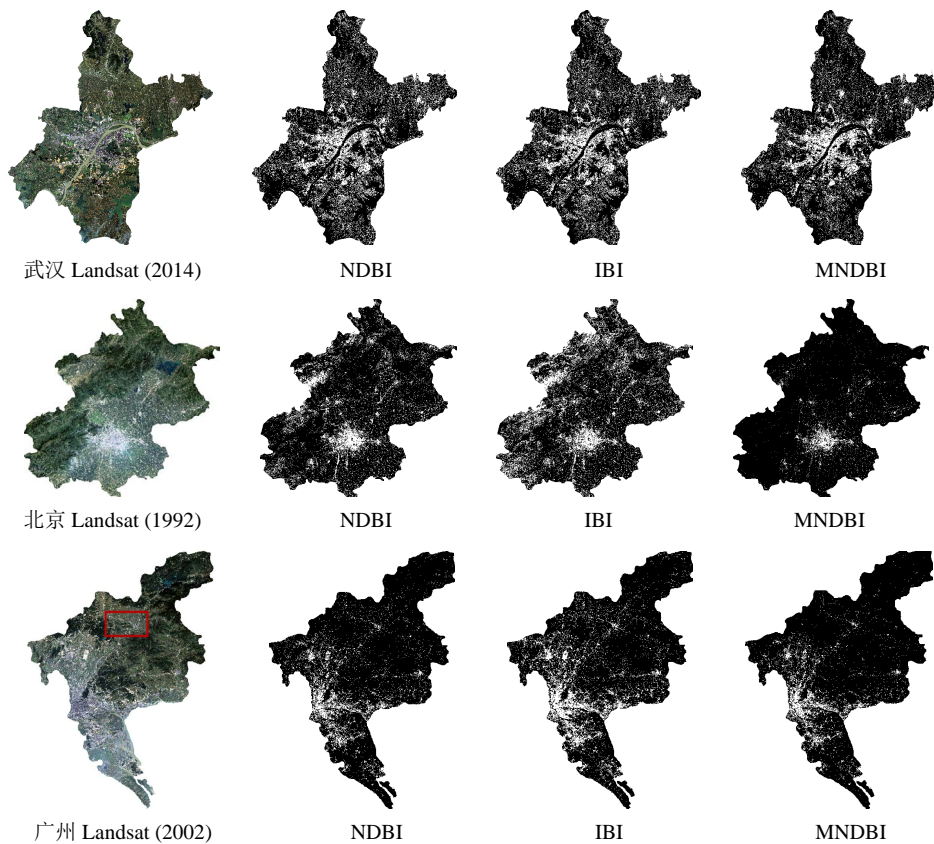 武汉 Landsat (2014) NDBI IBI MNDBI
北京 Landsat (1992) NDBI IBI MNDBI
广州 Landsat (2002) NDBI IBI MNDBI